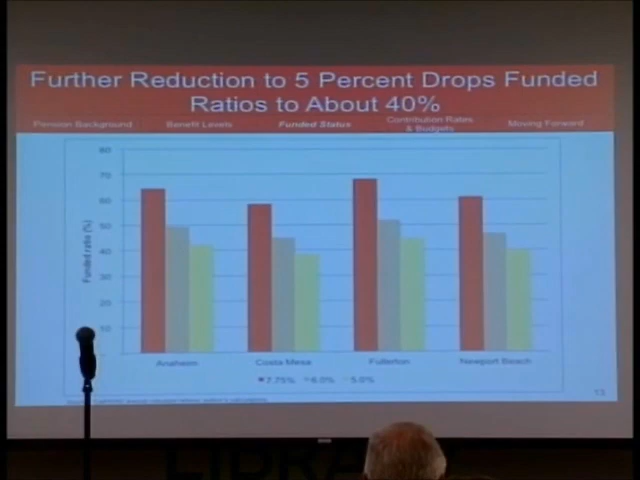 Further Reduction to 5 Percent Drops Funded
Ratios to About 40%
Pension Background Benefit Levels Funded Status Contribution Rates & Budgets Moving Forward
80
70
60
50
40
30
20
10
Funded ratio (%)
Anaheim Costa Mesa Fullerton Newport Beach
7.75% 6.0% 5.0%
13